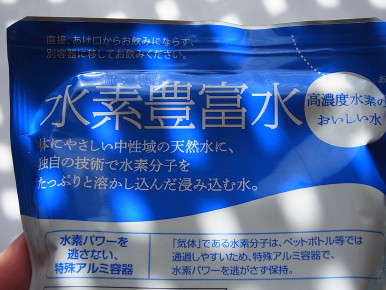 直接、あけ口からお飲みにならず、
別容器に移してお飲みください。
水素豊富水
高濃度水素の
おいしい水
体にやさしい中性域の天然水に、
独自の技術で水素分子を
たっぷりと溶かし込んだ浸み込む水。
水素パワーを
逃さない、
特殊アルミ容器
「気体」である水素分子は、ペットボトル等では
通過しやすいため、特殊アルミ容器で、
水素パワーを逃がさず保持。